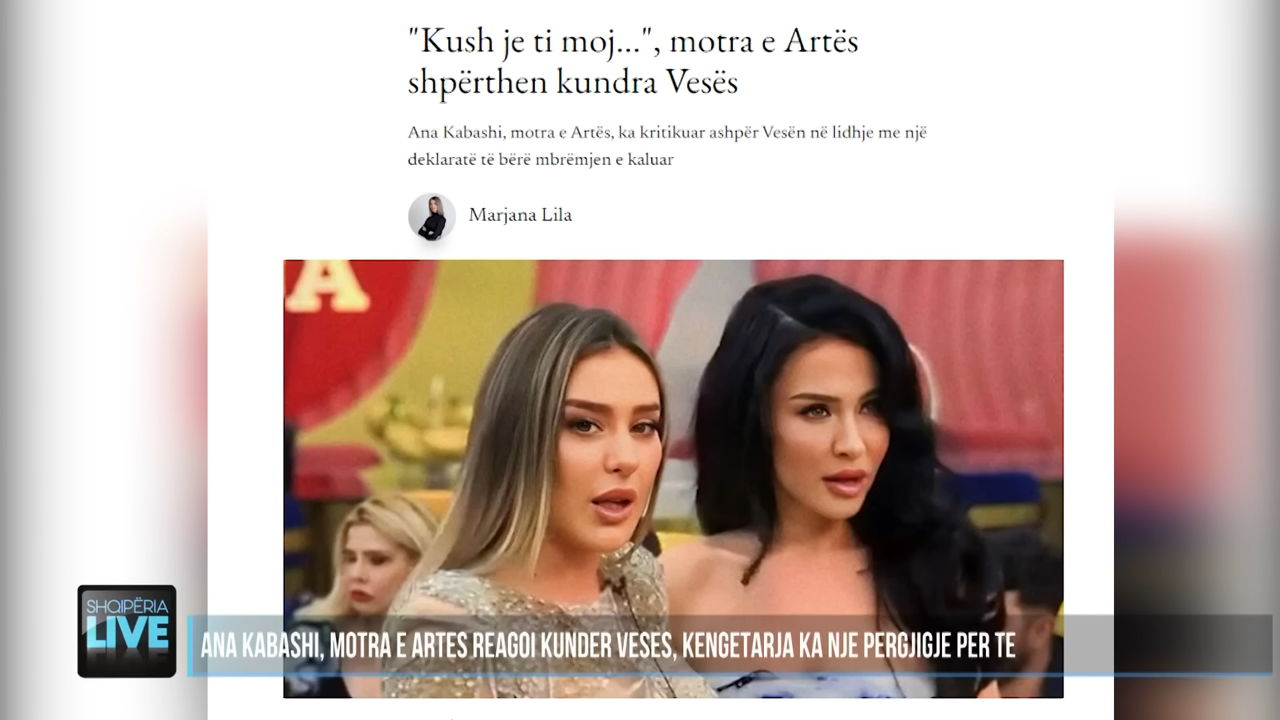 "Kush je ti moj...", motra e Artës
shpërthen kundra Vesës
Ana Kabashi, motra e Artës, ka kritikuar ashpër Vesën në lidhje me një
deklaratë të bërë mbrëmjen e kaluar
Marjana Lila
A
SHQIPËRIA
LIVE
ANA KABASHI, MOTRA E ARTES REAGOI KUNDER VESES, KENGETARJA KA NJE PERGJIGJE PER TE